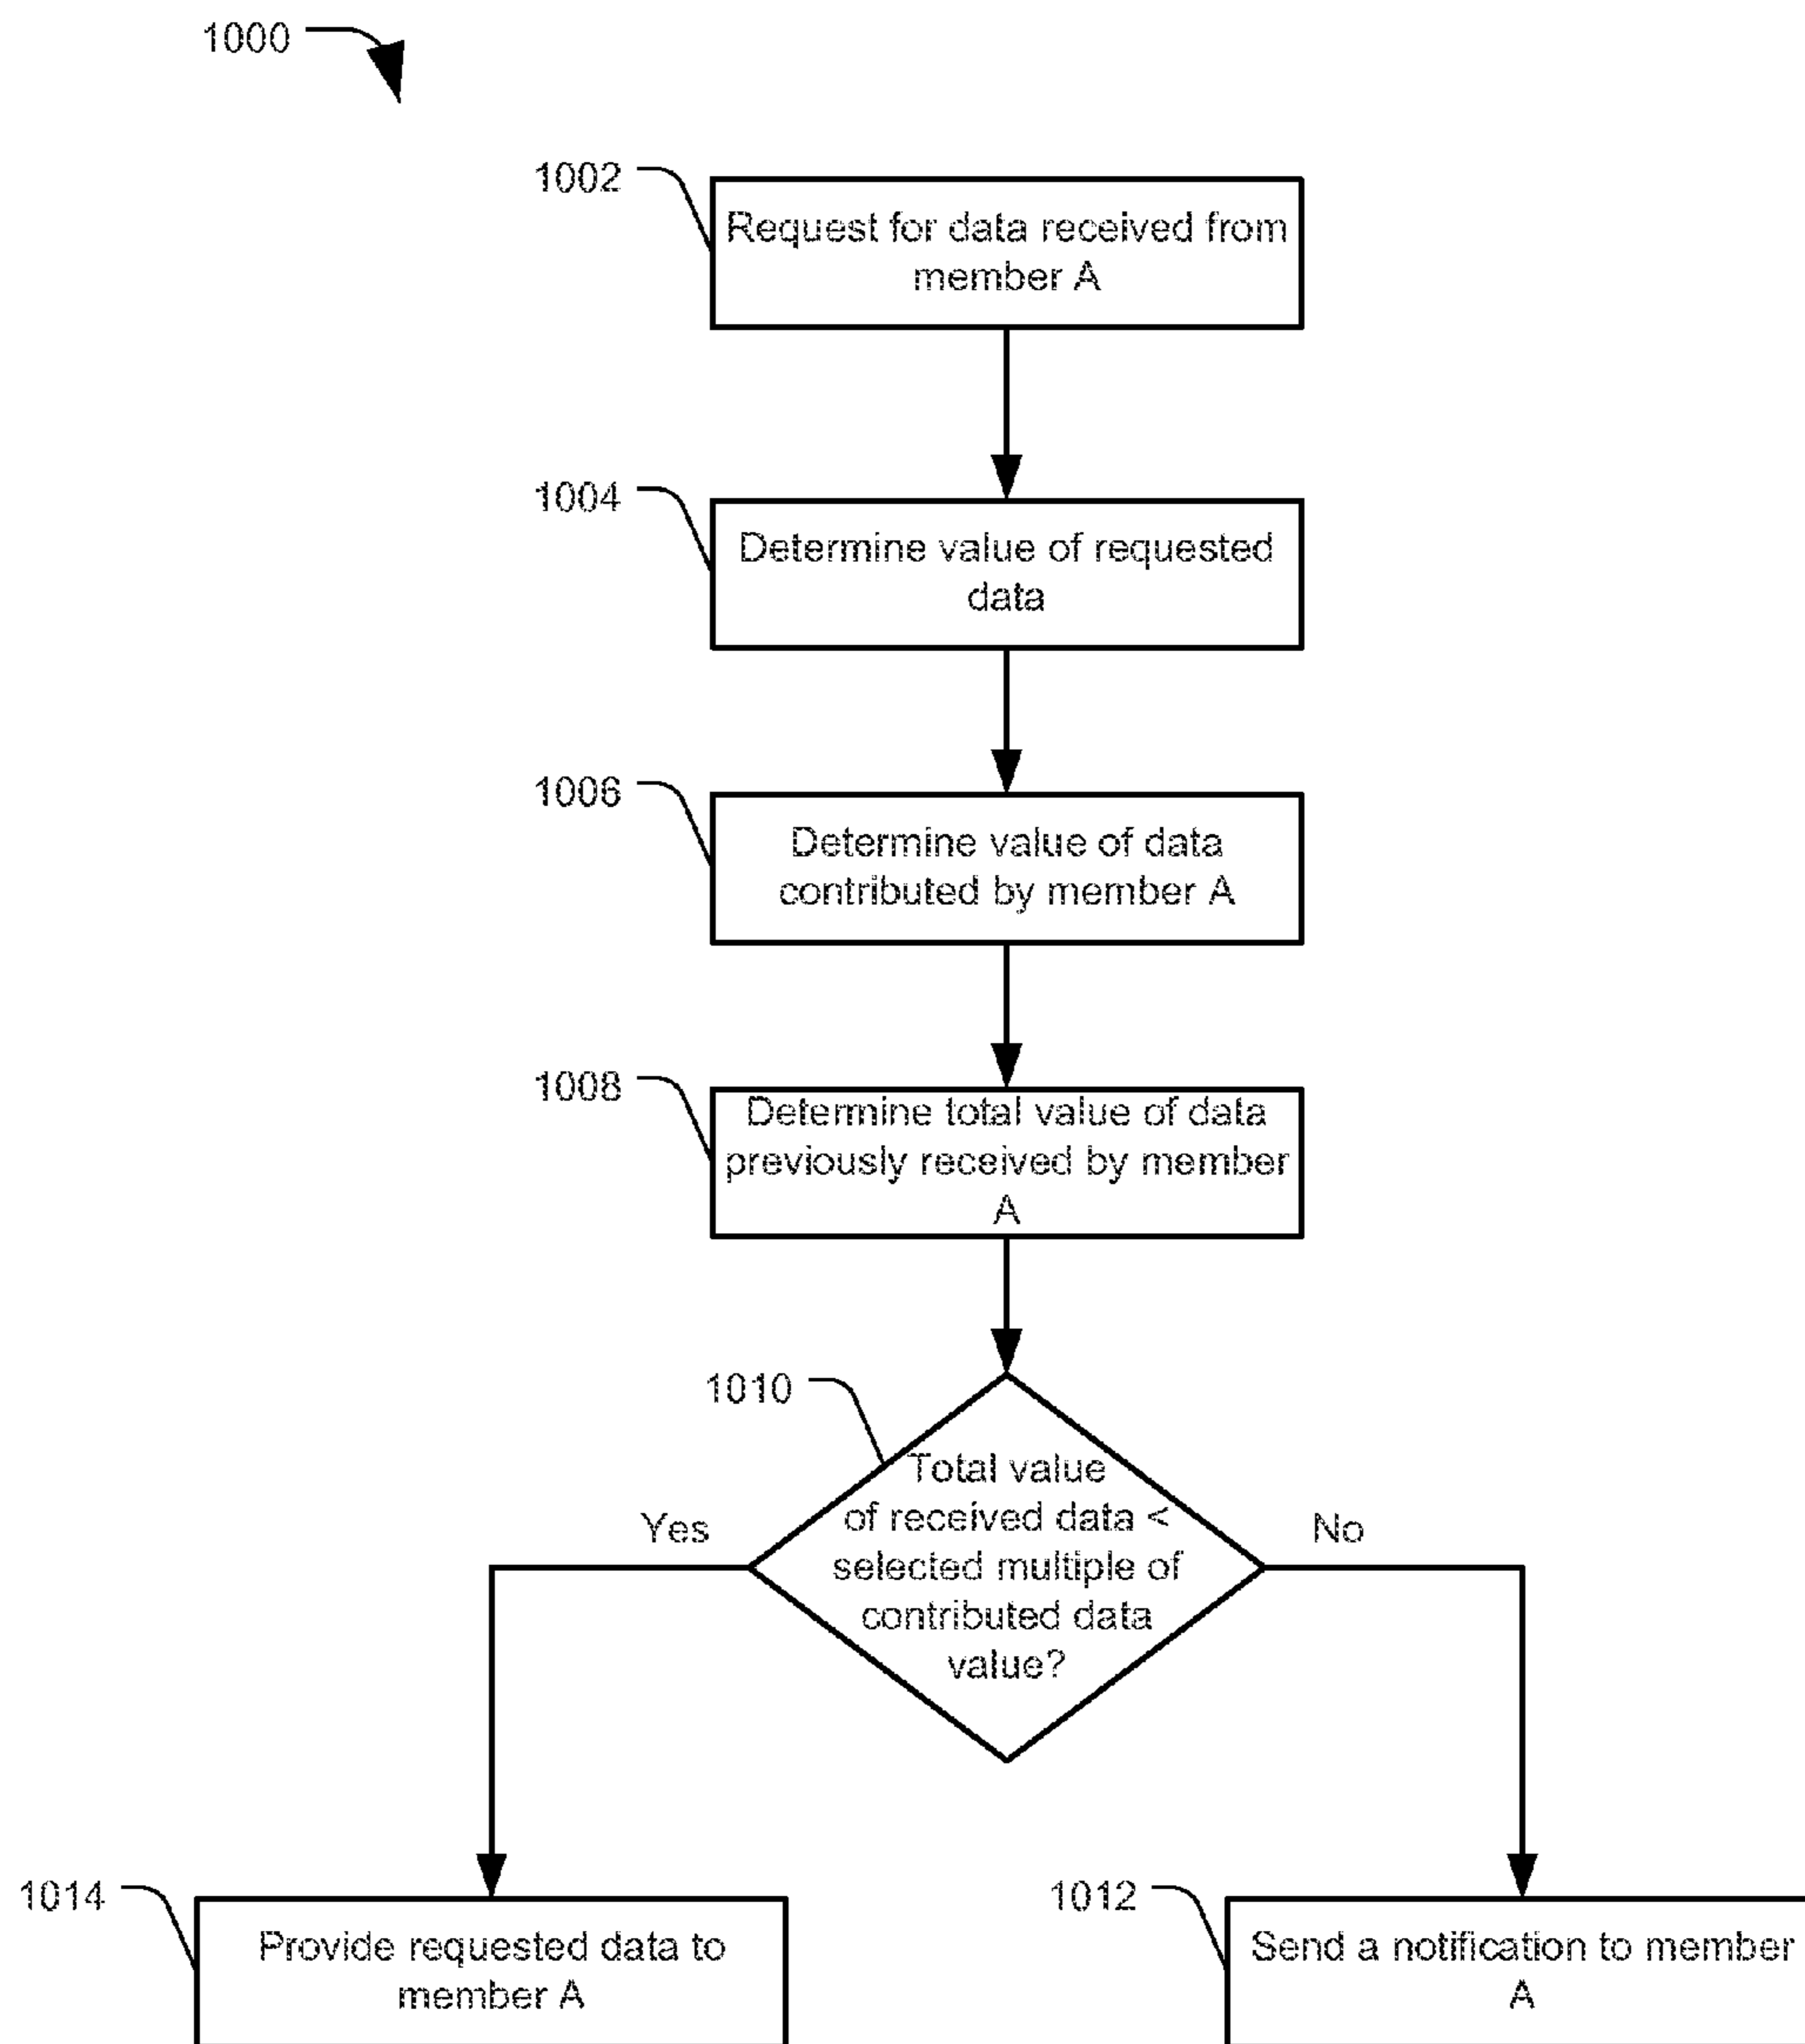 1000
1002
Request for data received from
member A
1004
Determine value of requested
data
1006
Determine value of data
contributed by member A
1008
Determine total value of data
previously received by member
A
1010
Total value
of received data <
selected multiple of
contributed data
value?
Yes
No
1014
Provide requested data to
member A
1012
Send a notification to member
A